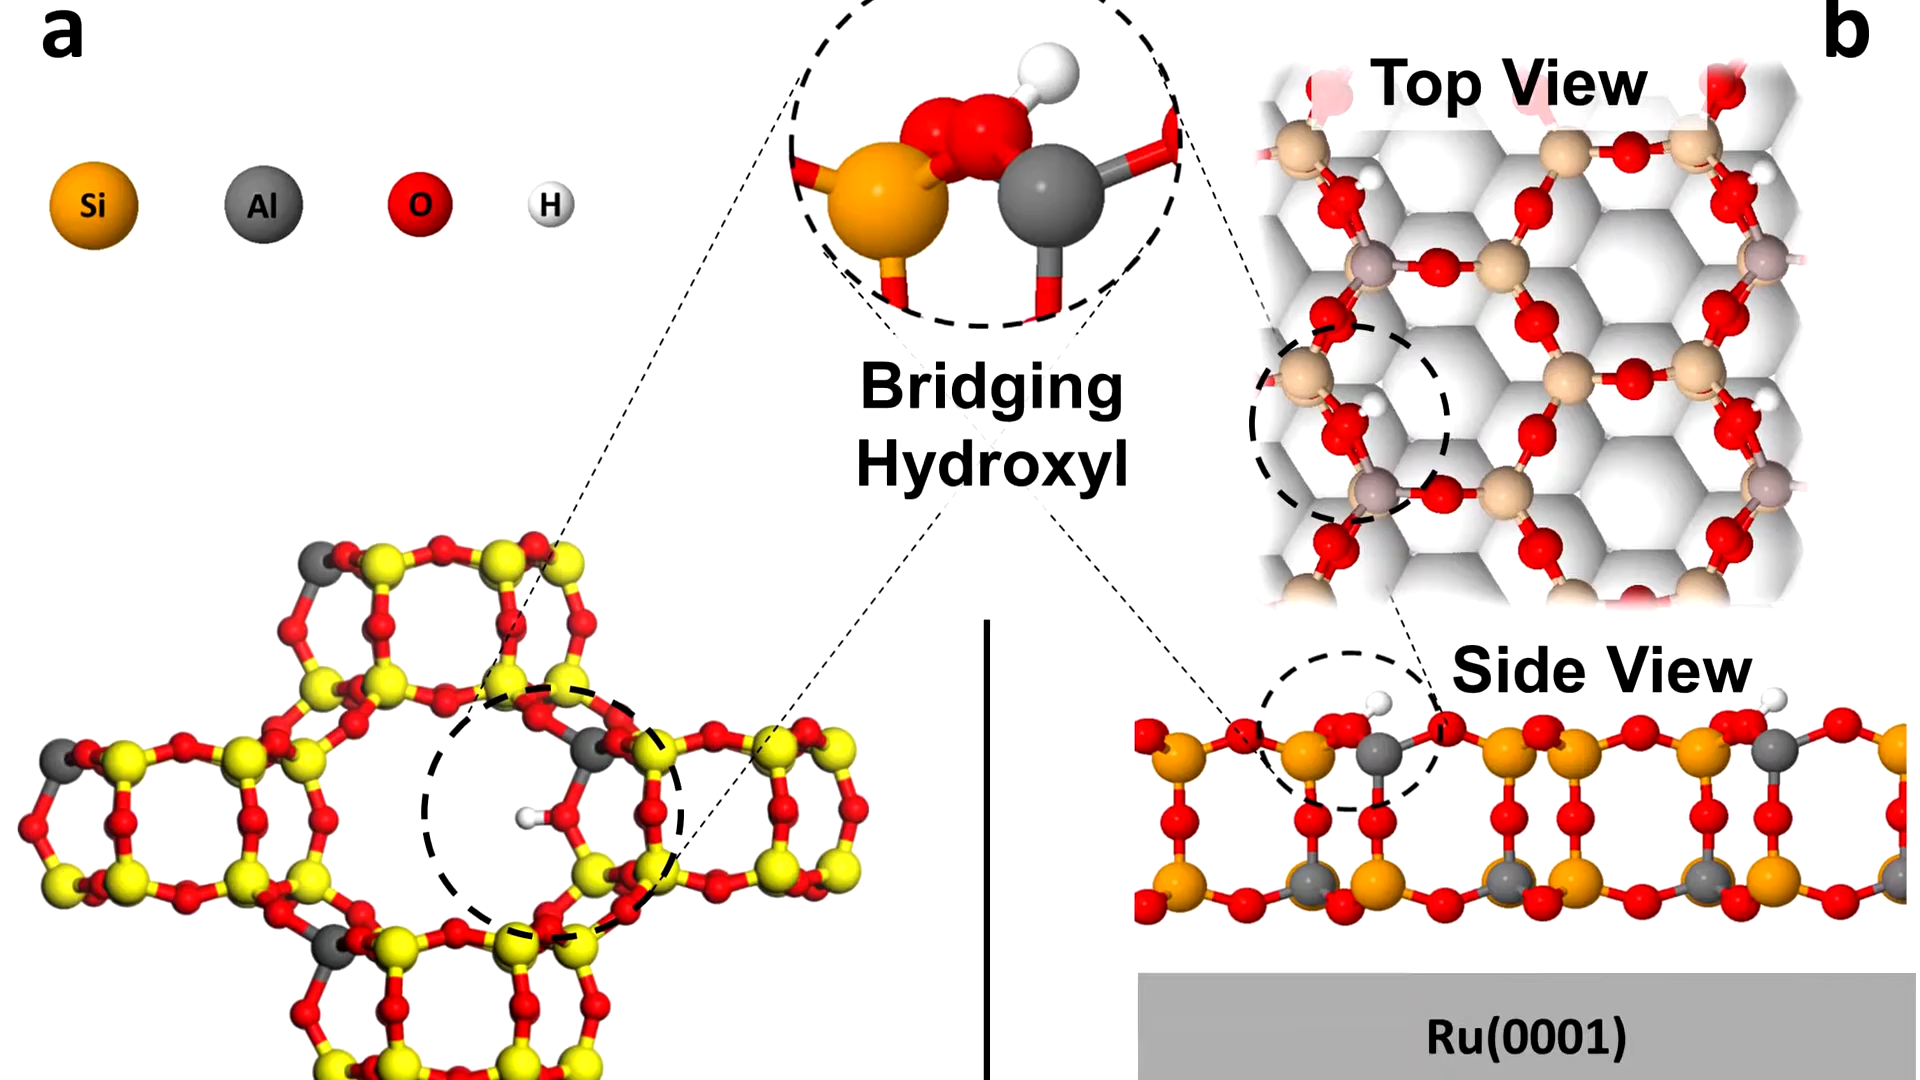 a
b
Top View
Si
Al
O
H
Bridging
Hydroxyl
Side View
Ru(0001)